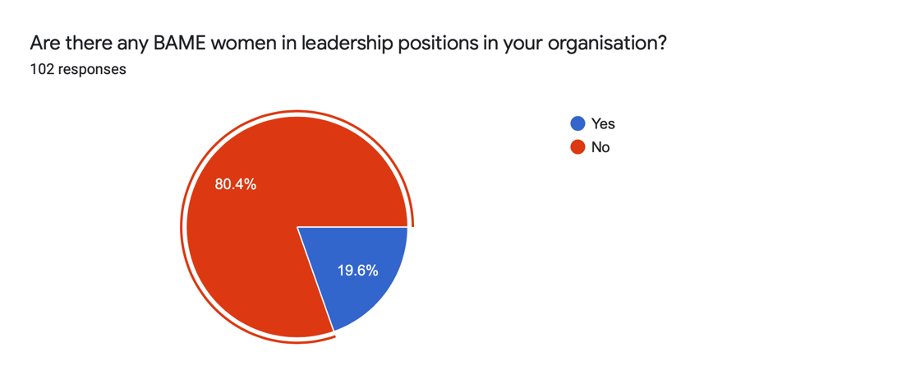 Are there any BAME women in leadership positions in your organisation?
102 responses
Yes
No
80.4%
19.6%